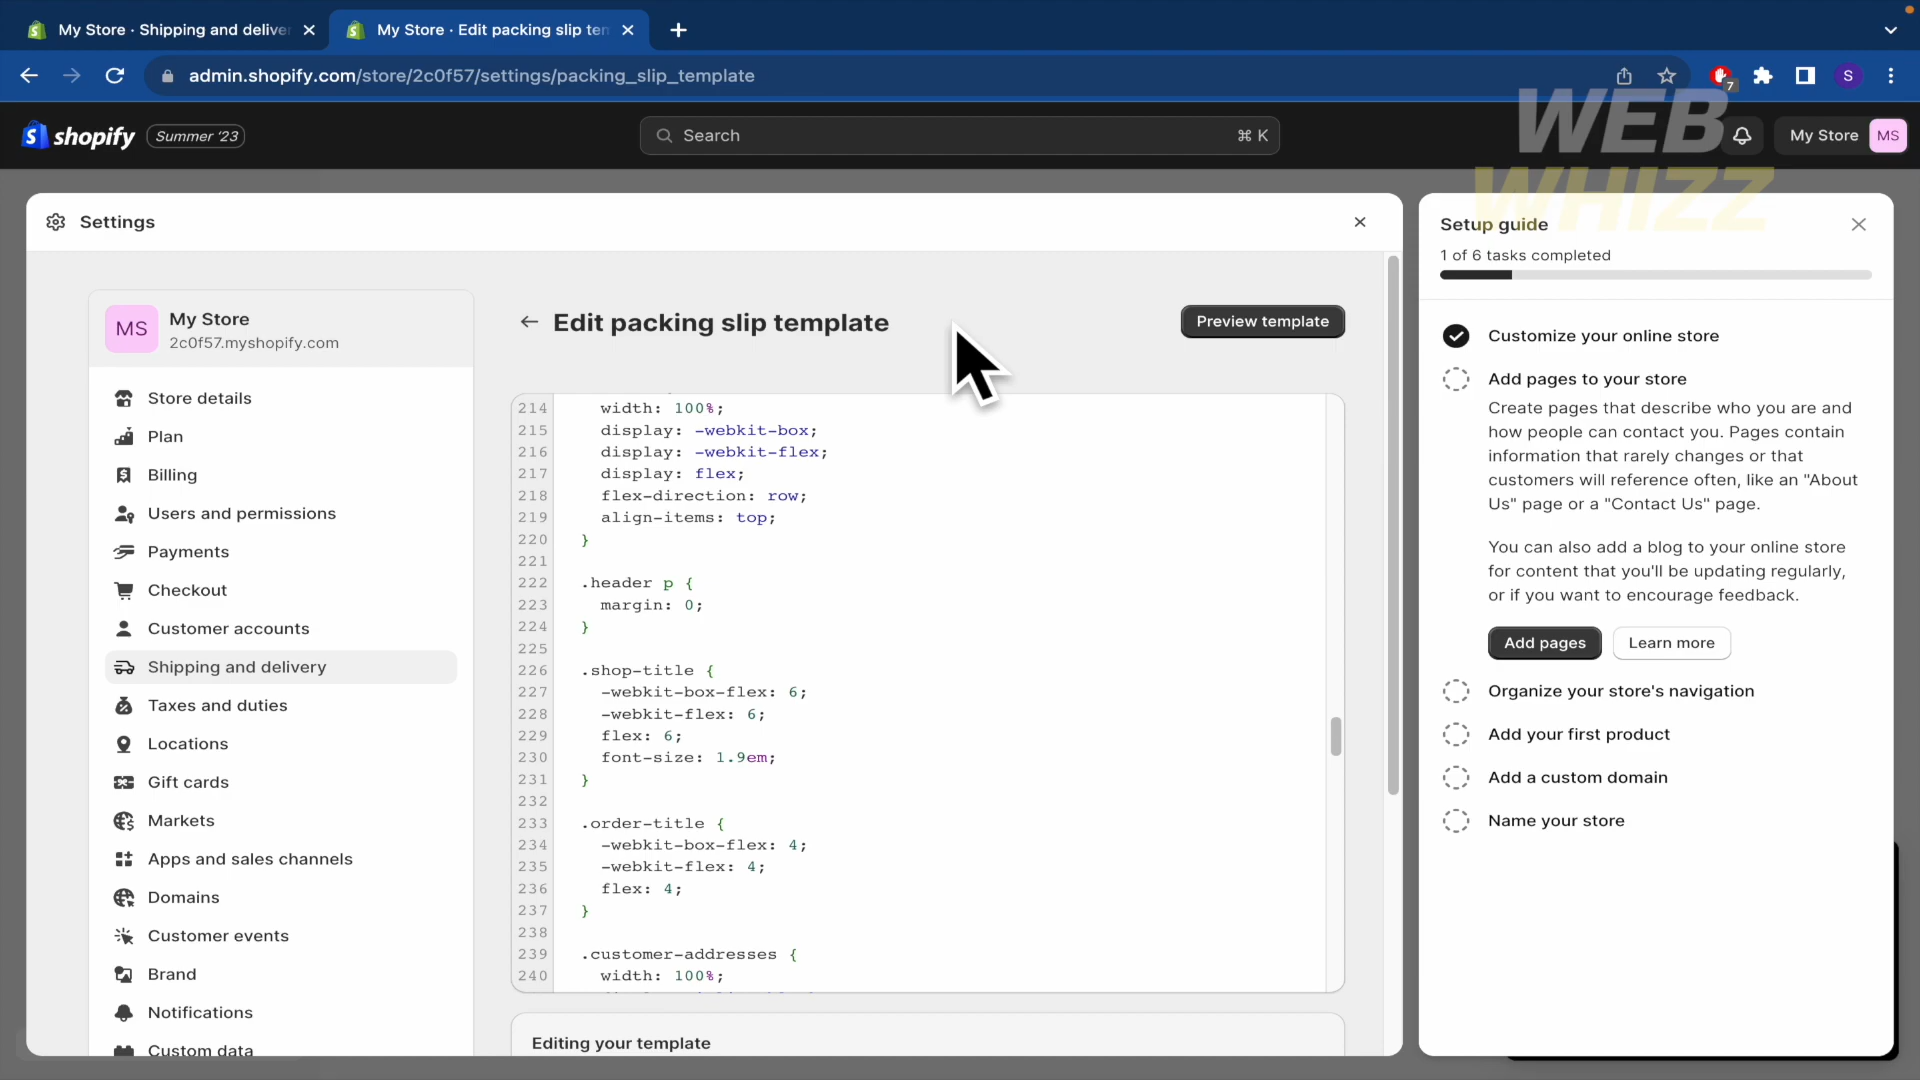 My Store · Shipping and deliver
My Store · Edit packing slip tem
admin.shopify.com/store/2c0f57/settings/packing_slip_template
7
S
shopify
Summer '23
Search
⌘ K
My Store
MS
WEB
WHIZZ
Settings
MS
My Store
2c0f57.myshopify.com
Store details
Plan
Billing
Users and permissions
Payments
Checkout
Customer accounts
Shipping and delivery
Taxes and duties
Locations
Gift cards
Markets
Apps and sales channels
Domains
Customer events
Brand
Notifications
Custom data
Edit packing slip template
Preview template
214 width: 100%;
215 display: -webkit-box;
216 display: -webkit-flex;
217 display: flex;
218 flex-direction: row;
219 align-items: top;
220 }
221
222 .header p {
223 margin: 0;
224 }
225
226 .shop-title {
227 -webkit-box-flex: 6;
228 -webkit-flex: 6;
229 flex: 6;
230 font-size: 1.9em;
231 }
232
233 .order-title {
234 -webkit-box-flex: 4;
235 -webkit-flex: 4;
236 flex: 4;
237 }
238
239 .customer-addresses {
240 width: 100%;
Editing your template
Setup guide
1 of 6 tasks completed
Customize your online store
Add pages to your store
Create pages that describe who you are and
how people can contact you. Pages contain
information that rarely changes or that
customers will reference often, like an "About
Us" page or a "Contact Us" page.
You can also add a blog to your online store
for content that you'll be updating regularly,
or if you want to encourage feedback.
Add pages
Learn more
Organize your store's navigation
Add your first product
Add a custom domain
Name your store